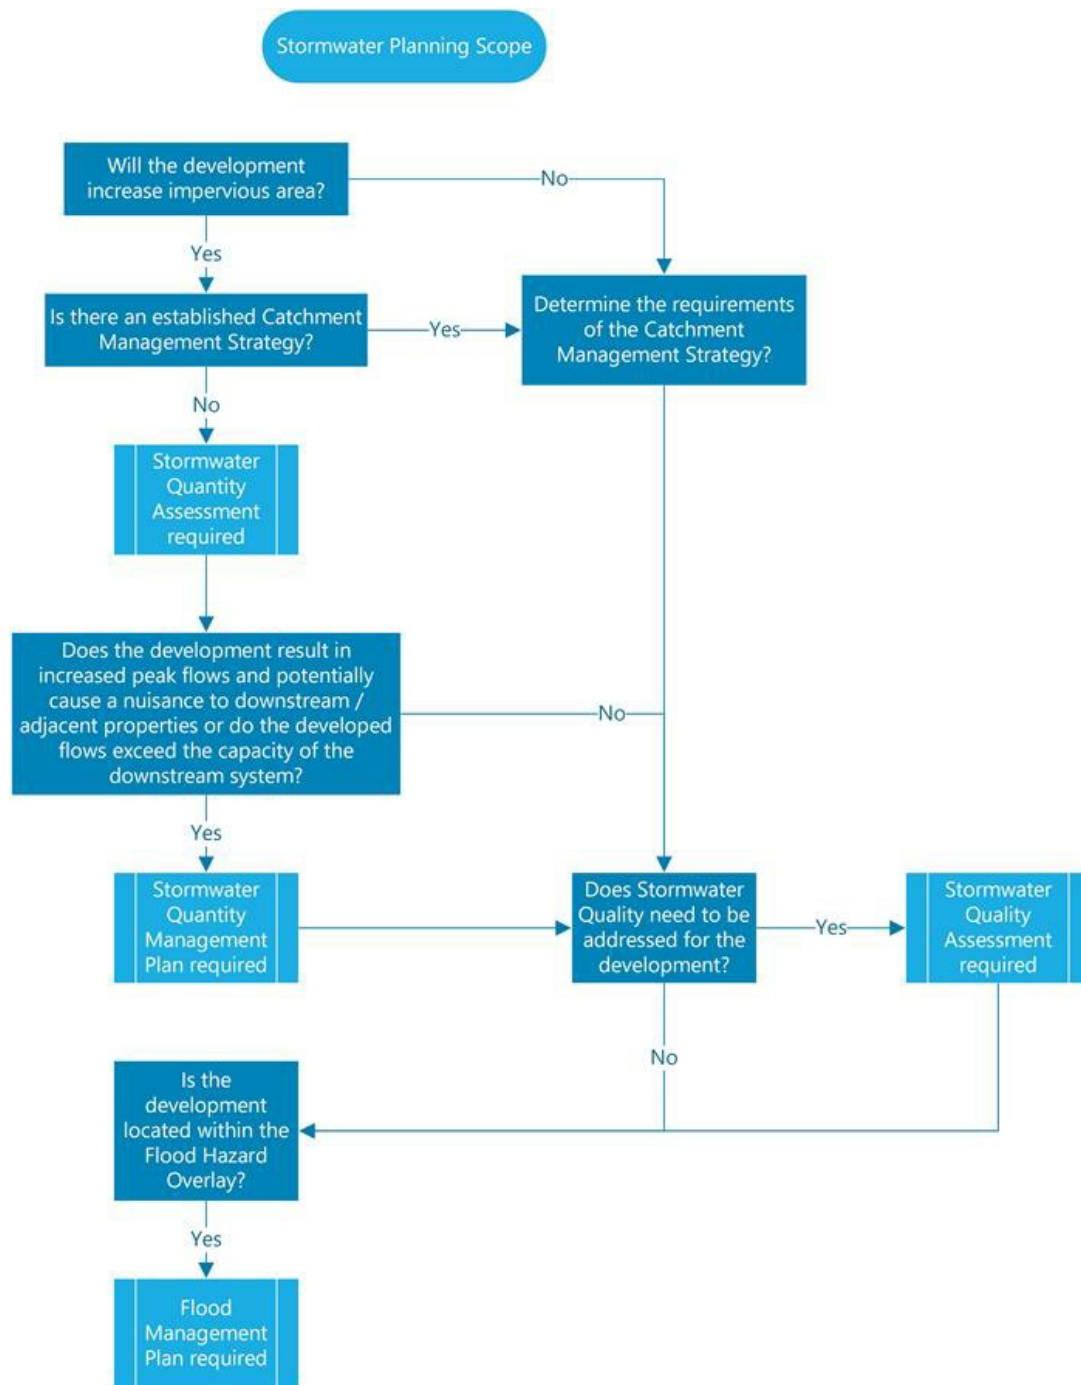 Stormwater Planning Scope
Will the development
increase impervious area?
No
Yes
Is there an established Catchment
Management Strategy?
Yes
Determine the requirements
of the Catchment
Management Strategy?
No
Stormwater
Quantity
Assessment
required
Does the development result in
increased peak flows and potentially
cause a nuisance to downstream /
adjacent properties or do the developed
flows exceed the capacity of the
downstream system?
No
Yes
Stormwater
Quantity
Management
Plan required
Does Stormwater
Quality need to be
addressed for the
development?
Yes
Stormwater
Quality
Assessment
required
No
Is the
development
located within the
Flood Hazard
Overlay?
Yes
Flood
Management
Plan required